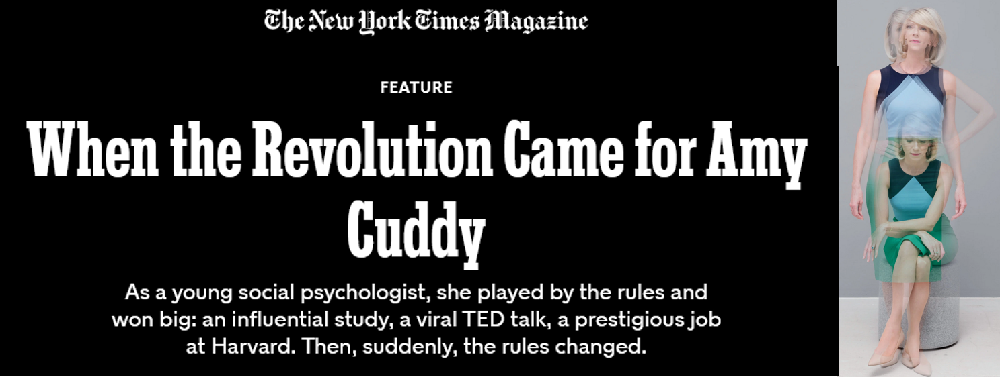 The New York Times Magazine
FEATURE
When the Revolution Came for Amy
Cuddy
As a young social psychologist, she played by the rules and
won big: an influential study, a viral TED talk, a prestigious job
at Harvard. Then, suddenly, the rules changed.